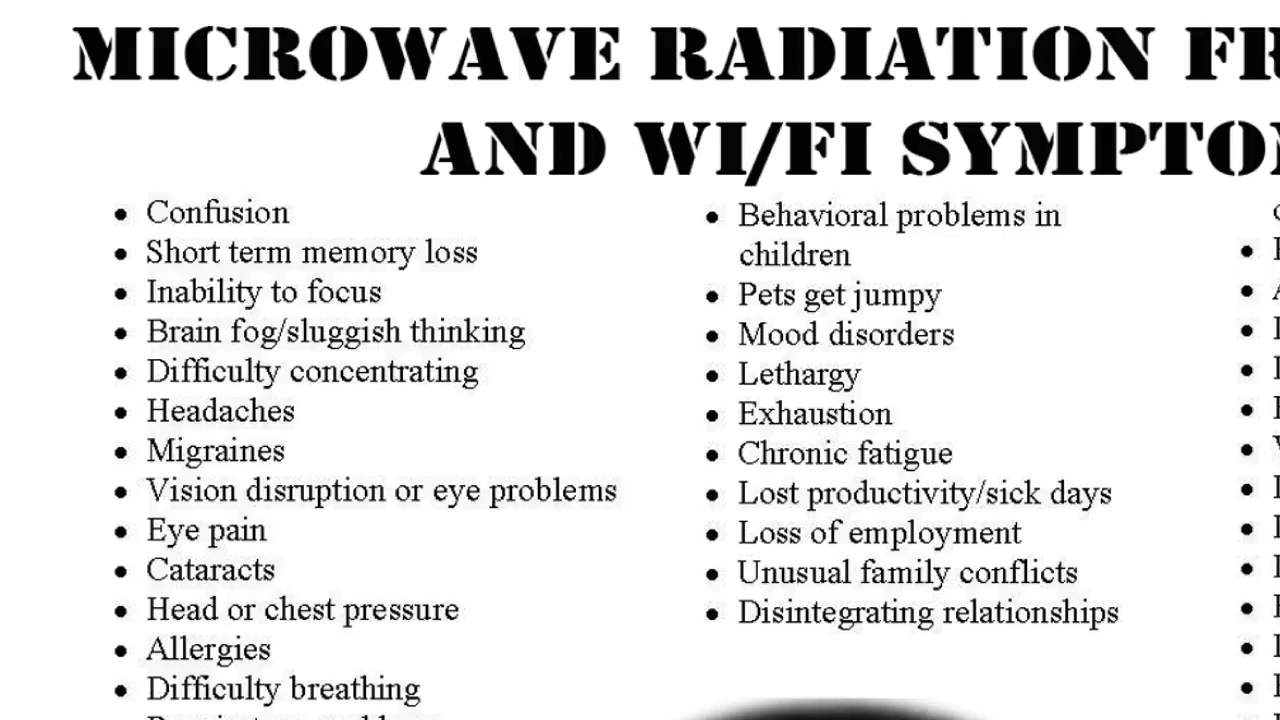 MICROWAVE RADIATION
AND WI/FI
• Confusion
• Short term memory loss
• Inability to focus
• Brain fog/sluggish thinking
• Difficulty concentrating
• Headaches
• Migraines
• Vision disruption or eye problems
• Eye pain
• Cataracts
• Head or chest pressure
• Allergies
• Difficulty breathing
• Behavioral problems in
children
• Pets get jumpy
• Mood disorders
• Lethargy
• Exhaustion
• Chronic fatigue
• Lost productivity/sick days
• Loss of employment
• Unusual family conflicts
• Disintegrating relationships